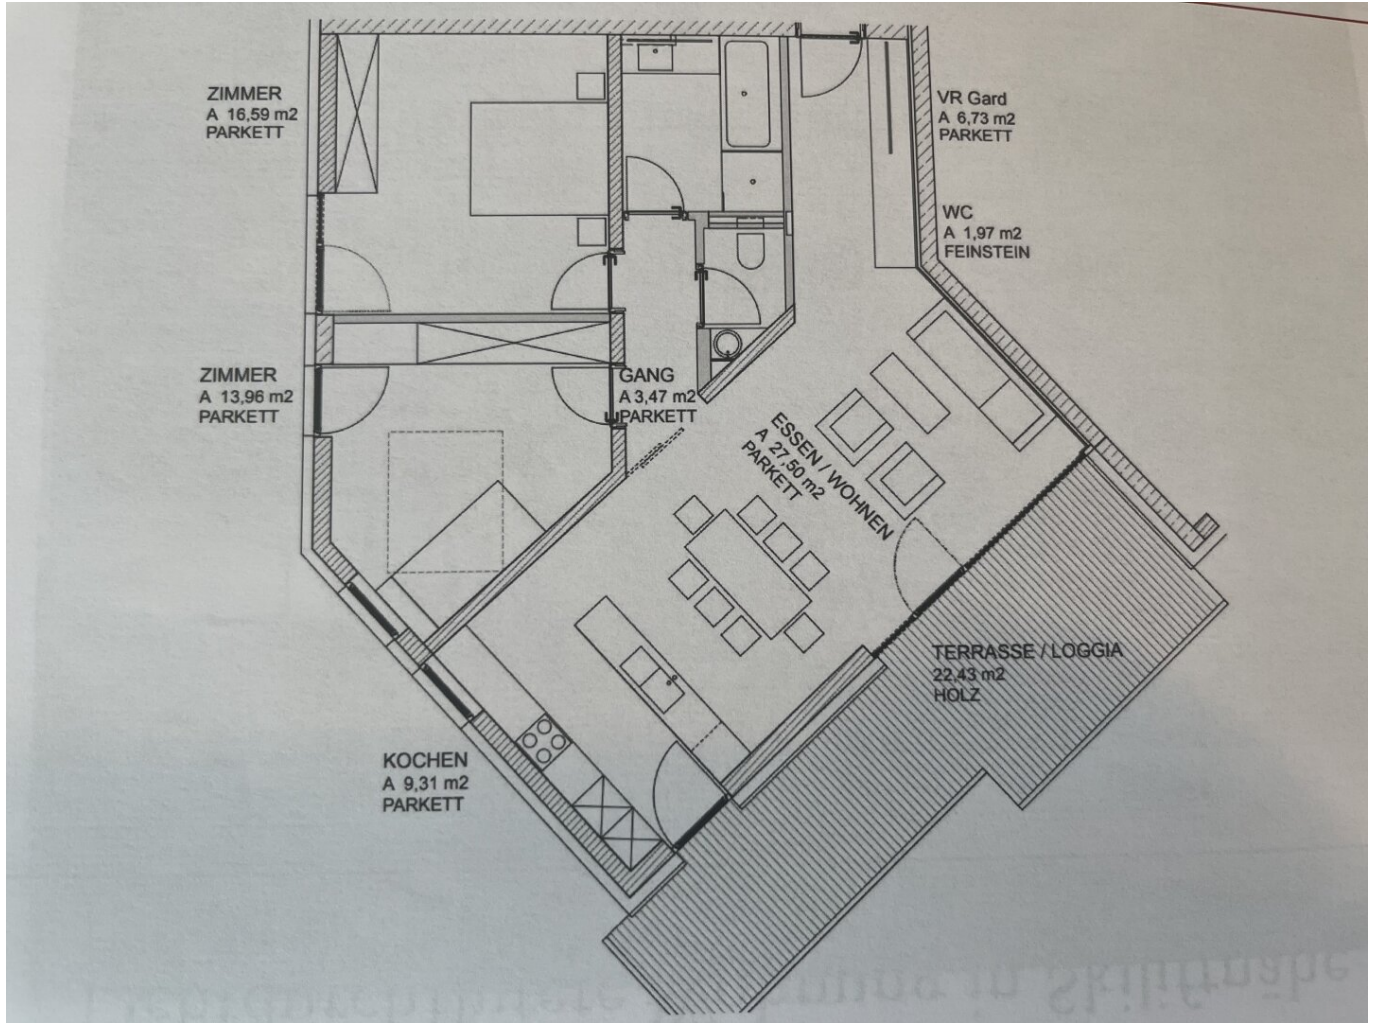 ZIMMER
A 16,59 m2
PARKETT
VR Gard
A 6,73 m2
PARKETT
WC
A 1,97 m2
FEINSTEIN
ZIMMER
A 13,96 m2
PARKETT
GANG
A 3,47 m2
PARKETT
ESSEN / WOHNEN
A 27,50 m2
PARKETT
TERRASSE / LOGGIA
22,43 m2
HOLZ
KOCHEN
A 9,31 m2
PARKETT
in Skiliftnähe